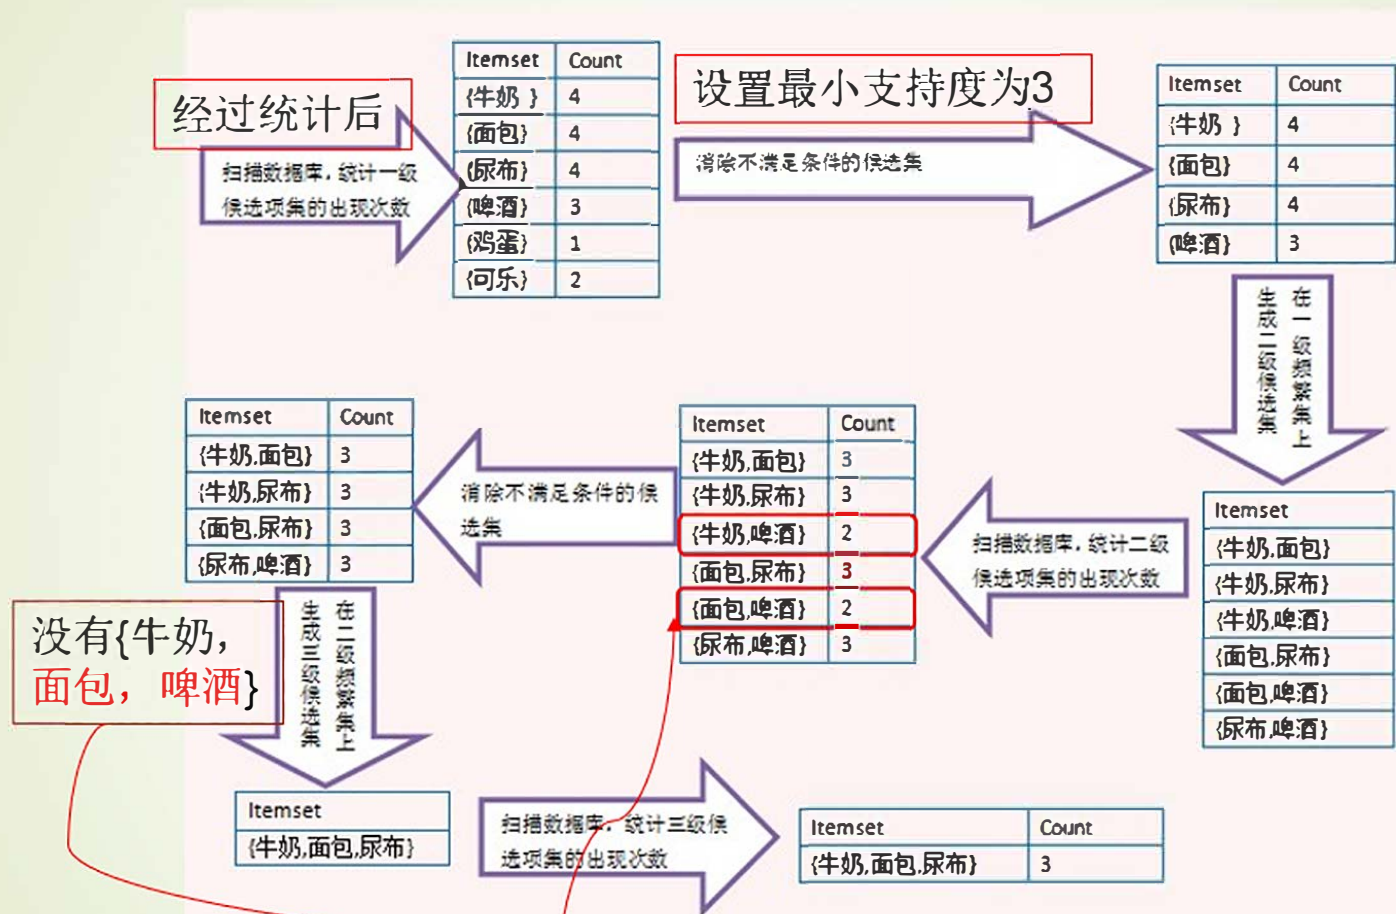 经过统计后
扫描数据库，统计一级
候选项集的出现次数
Itemset Count
{牛奶 } 4
{面包} 4
{尿布} 4
{啤酒} 3
{鸡蛋} 1
{可乐} 2
设置最小支持度为3
消除不满足条件的候选集
Itemset Count
{牛奶 } 4
{面包} 4
{尿布} 4
{啤酒} 3
在一级频繁集上
生成二级候选集
Itemset
{牛奶,面包}
{牛奶,尿布}
{牛奶,啤酒}
{面包,尿布}
{面包,啤酒}
{尿布,啤酒}
扫描数据库，统计二级
候选项集的出现次数
Itemset Count
{牛奶,面包} 3
{牛奶,尿布} 3
{牛奶,啤酒} 2
{面包,尿布} 3
{面包,啤酒} 2
{尿布,啤酒} 3
消除不满足条件的候
选集
Itemset Count
{牛奶,面包} 3
{牛奶,尿布} 3
{面包,尿布} 3
{尿布,啤酒} 3
没有{牛奶，
面包，啤酒}
在二级频繁集上
生成三级候选集
Itemset
{牛奶,面包,尿布}
扫描数据库，统计三级候
选项集的出现次数
Itemset Count
{牛奶,面包,尿布} 3